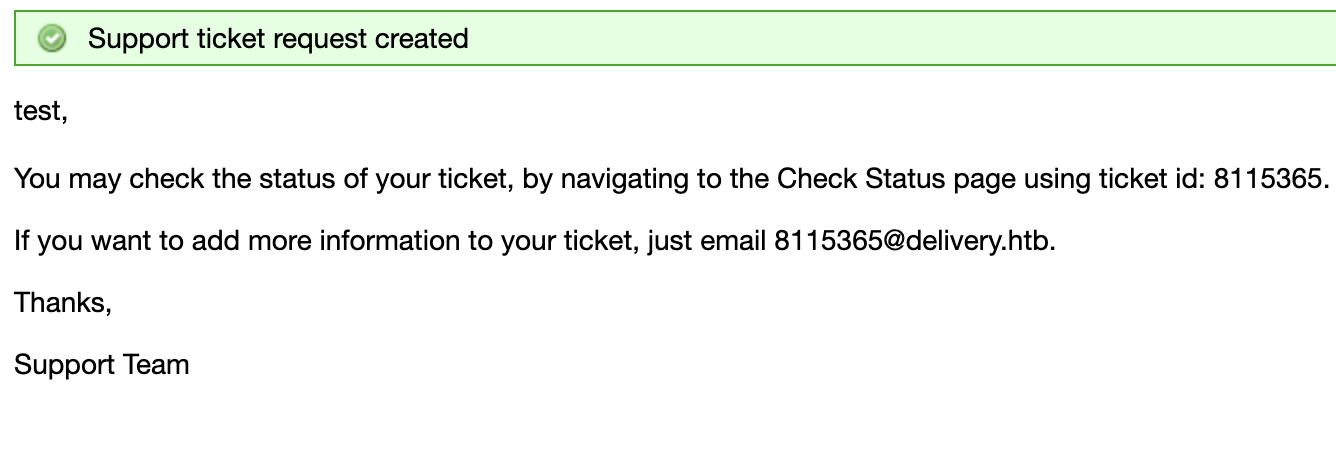 Support ticket request created
test,
You may check the status of your ticket, by navigating to the Check Status page using ticket id: 8115365.
If you want to add more information to your ticket, just email 8115365@delivery.htb.
Thanks,
Support Team